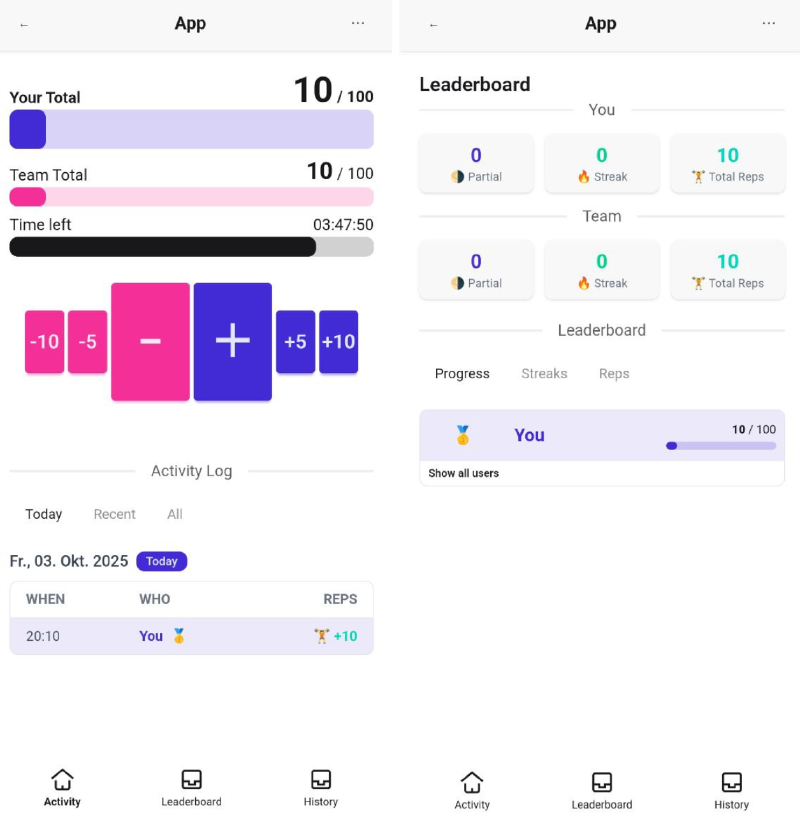 ← App ...
Your Total 10 / 100
Team Total 10 / 100
Time left 03:47:50
-10 -5 − + +5 +10
Activity Log
Today Recent All
Fr., 03. Okt. 2025 Today
WHEN WHO REPS
20:10 You +10
Activity Leaderboard History
← App ...
Leaderboard
You
0 0 10
Partial Streak Total Reps
Team
0 0 10
Partial Streak Total Reps
Leaderboard
Progress Streaks Reps
You 10 / 100
Show all users
Activity Leaderboard History